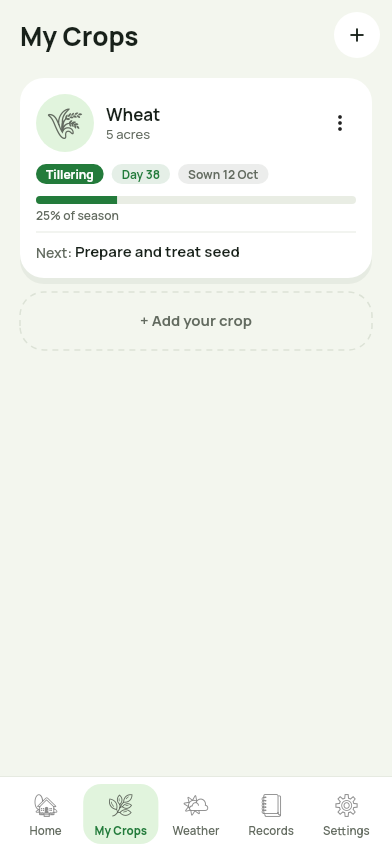 My Crops
Wheat
5 acres
Tillering
Day 38
Sown 12 Oct
25% of season
Next: Prepare and treat seed
+ Add your crop
Home
My Crops
Weather
Records
Settings